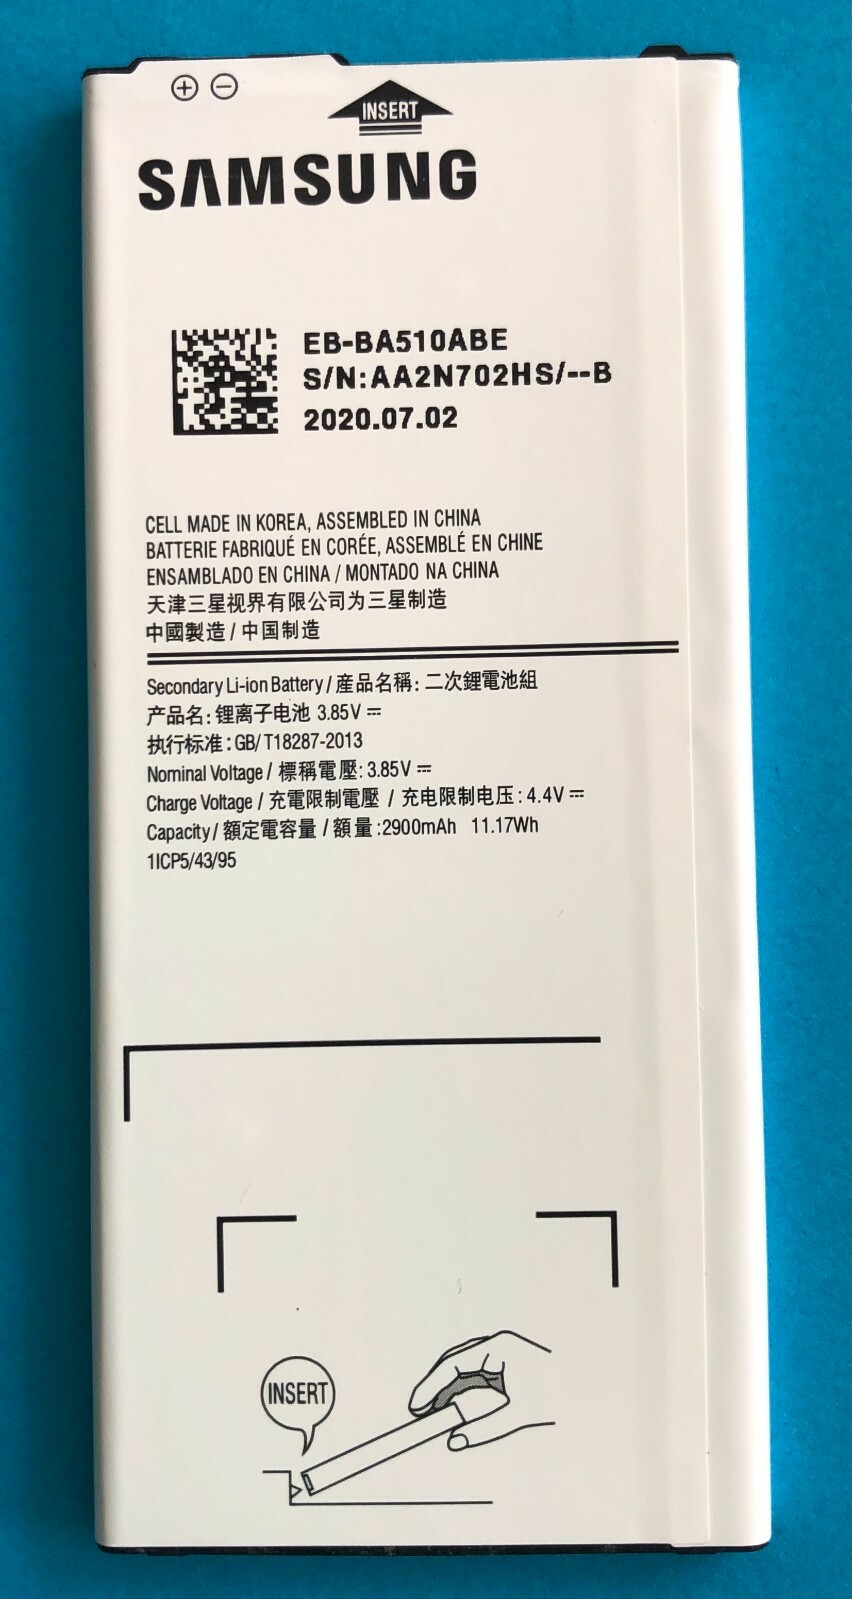 INSERT
SAMSUNG
EB-BA510ABE
S/N:AA2N702HS/--B
2020.07.02
CELL MADE IN KOREA, ASSEMBLED IN CHINA
BATTERIE FABRIQUÉ EN CORÉE, ASSEMBLÉ EN CHINE
ENSAMBLADO EN CHINA / MONTADO NA CHINA
天津三星视界有限公司为三星制造
中國製造 / 中国制造
Secondary Li-ion Battery / 產品名稱: 二次鋰電池組
产品名: 锂离子电池 3.85V ⎓
执行标准: GB/T18287-2013
Nominal Voltage / 標稱電壓: 3.85V ⎓
Charge Voltage / 充電限制電壓 / 充电限制电压: 4.4V ⎓
Capacity / 額定電容量 / 額量:2900mAh 11.17Wh
1ICP5/43/95
INSERT